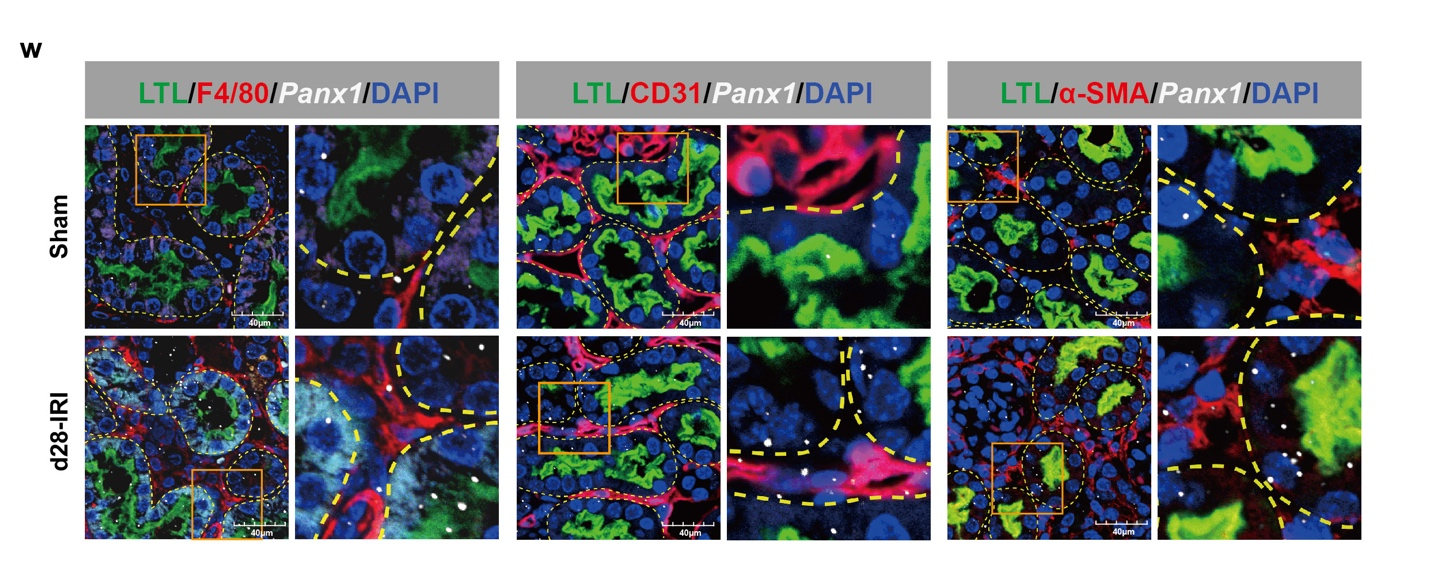 w
LTL/F4/80/Panx1/DAPI
LTL/CD31/Panx1/DAPI
LTL/α-SMA/Panx1/DAPI
Sham
40μm
40μm
40μm
d28-IRI
40μm
40μm
40μm